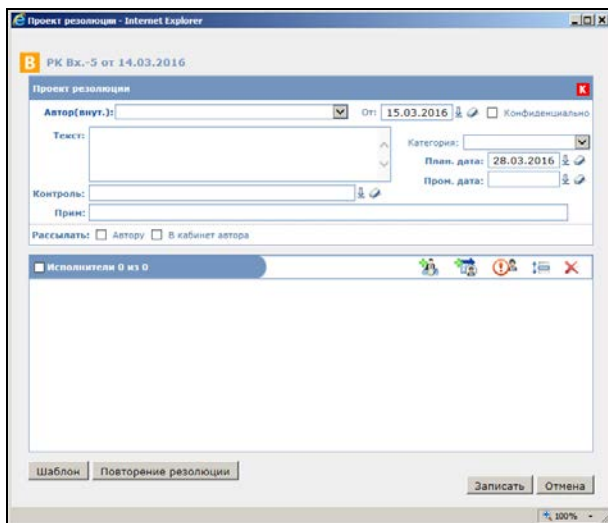 Проект резолюции - Internet Explorer
В РК Вх.-5 от 14.03.2016
Проект резолюции К
Автор(внут.): От: 15.03.2016 Конфиденциально
Текст: Категория:
План. дата: 28.03.2016
Пром. дата:
Контроль:
Прим:
Рассылать: Автору В кабинет автора
Исполнители 0 из 0
Шаблон Повторение резолюции
Записать Отмена
100%